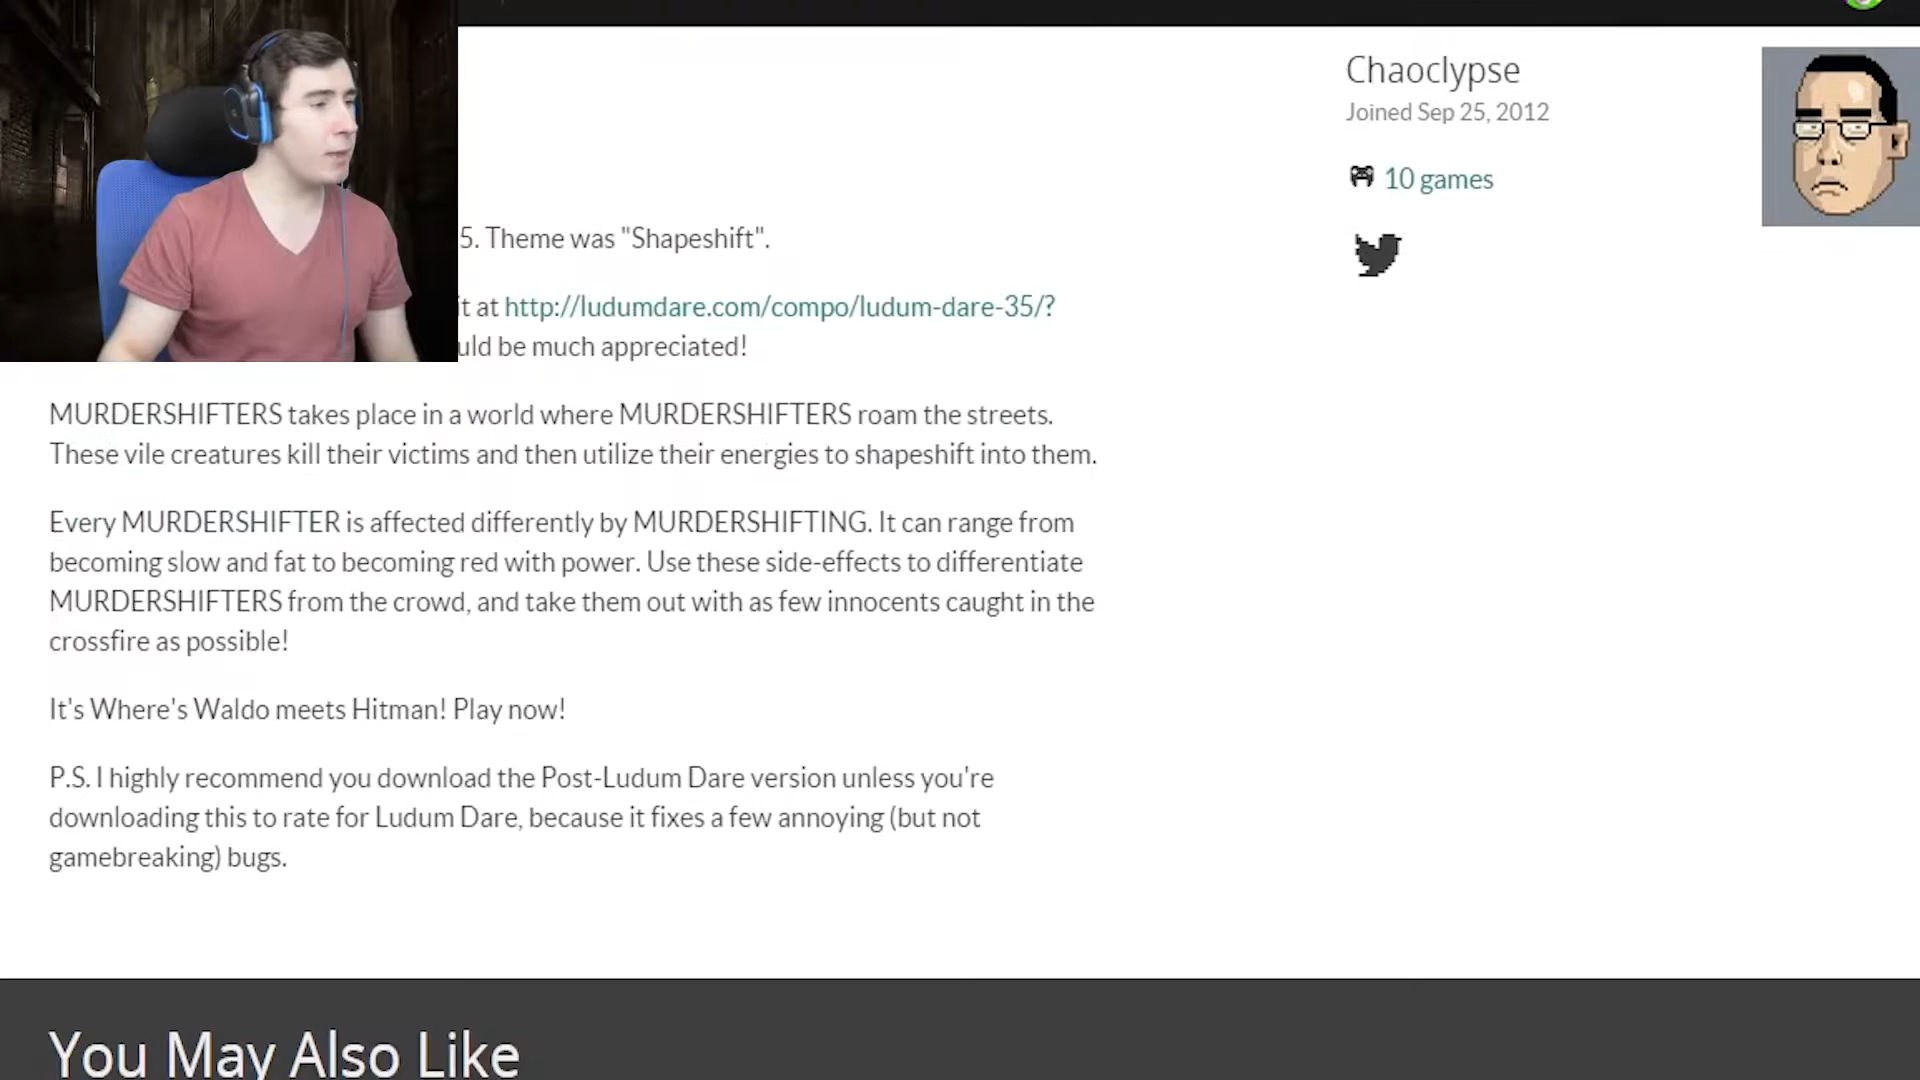 Chaoclypse
Joined Sep 25, 2012
10 games
5. Theme was "Shapeshift".
it at http://ludumdare.com/compo/ludum-dare-35/?
uld be much appreciated!
MURDERSHIFTERS takes place in a world where MURDERSHIFTERS roam the streets.
These vile creatures kill their victims and then utilize their energies to shapeshift into them.
Every MURDERSHIFTER is affected differently by MURDERSHIFTING. It can range from
becoming slow and fat to becoming red with power. Use these side-effects to differentiate
MURDERSHIFTERS from the crowd, and take them out with as few innocents caught in the
crossfire as possible!
It's Where's Waldo meets Hitman! Play now!
P.S. I highly recommend you download the Post-Ludum Dare version unless you're
downloading this to rate for Ludum Dare, because it fixes a few annoying (but not
gamebreaking) bugs.
You May Also Like